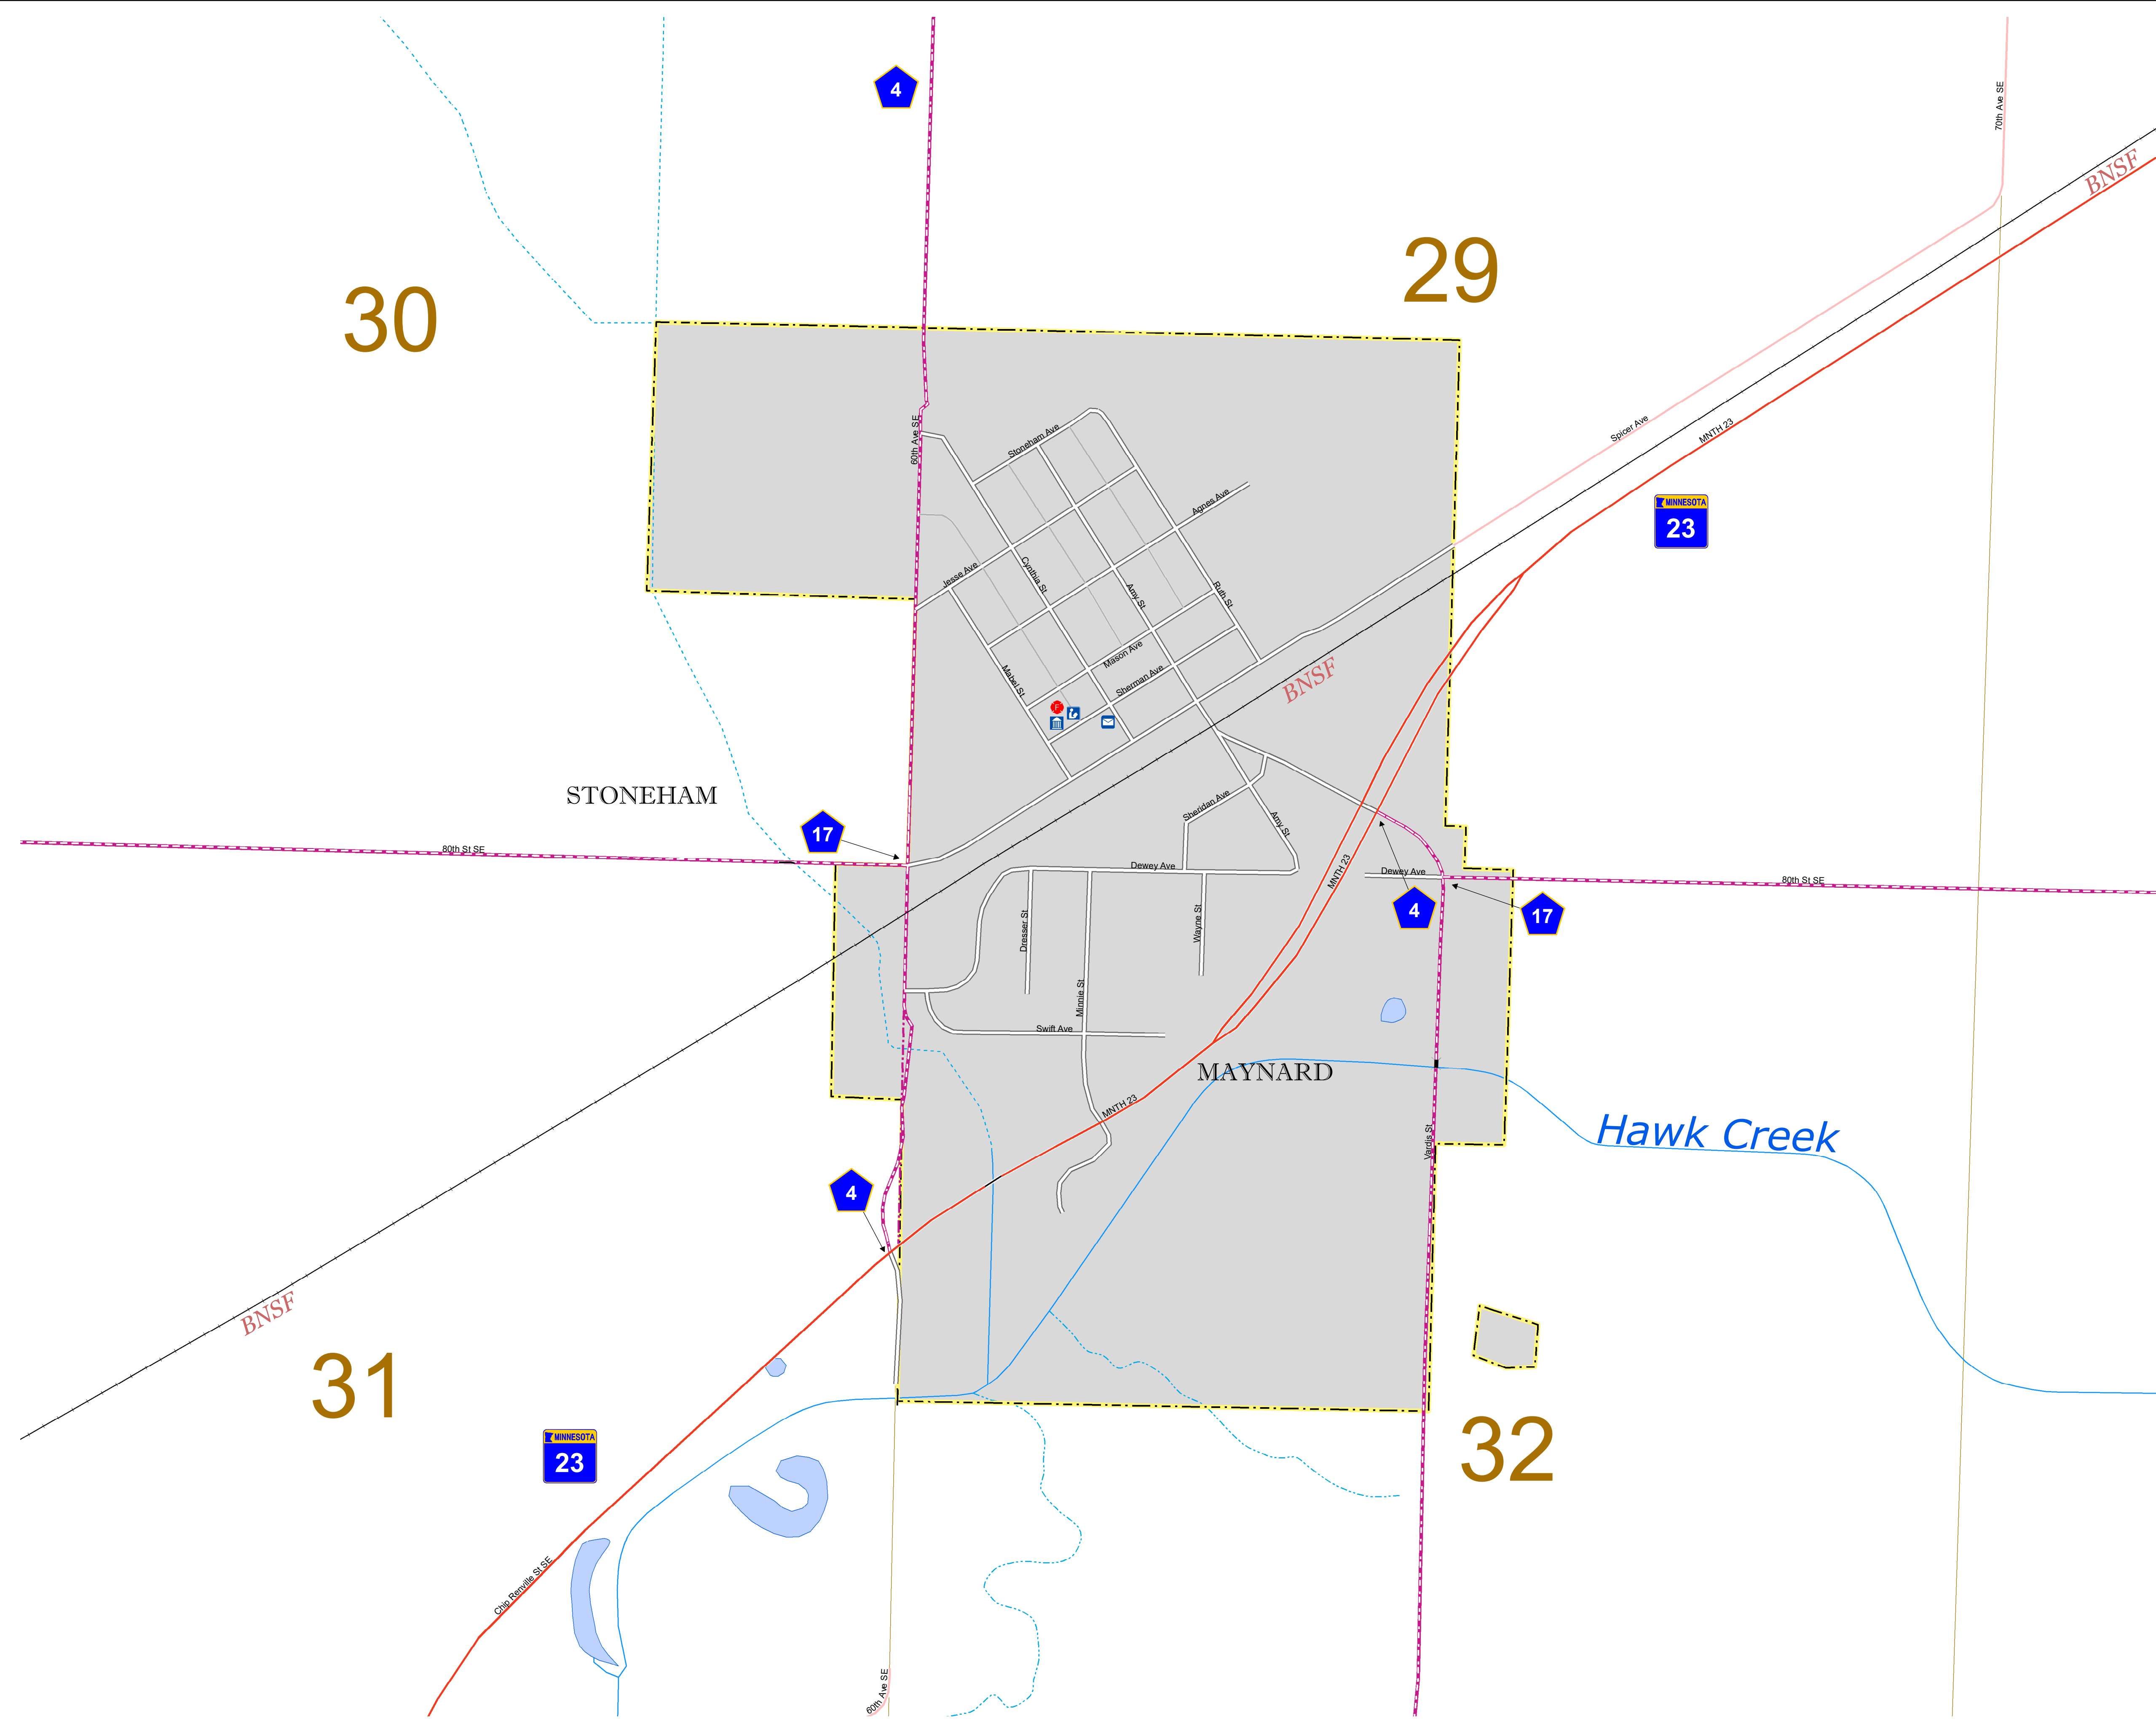 4
70th Ave SE
BNSF
29
30
Stoneham Ave
60th Ave SE
Spicer Ave
MNTH 23
Agnes Ave
MINNESOTA
23
Jesse Ave
Cynthia St
Amy St
Ruth St
Mason Ave
Mabel St
Sherman Ave
BNSF
F
STONEHAM
Sheridan Ave
Amy St
17
80th St SE
Dewey Ave
MNTH 23
Dewey Ave
80th St SE
4
17
Dresser St
Wayne St
Minnie St
Swift Ave
MAYNARD
MNTH 23
Hawk Creek
Vardis St
4
BNSF
31
32
MINNESOTA
23
Chip Renville St SE
60th Ave SE